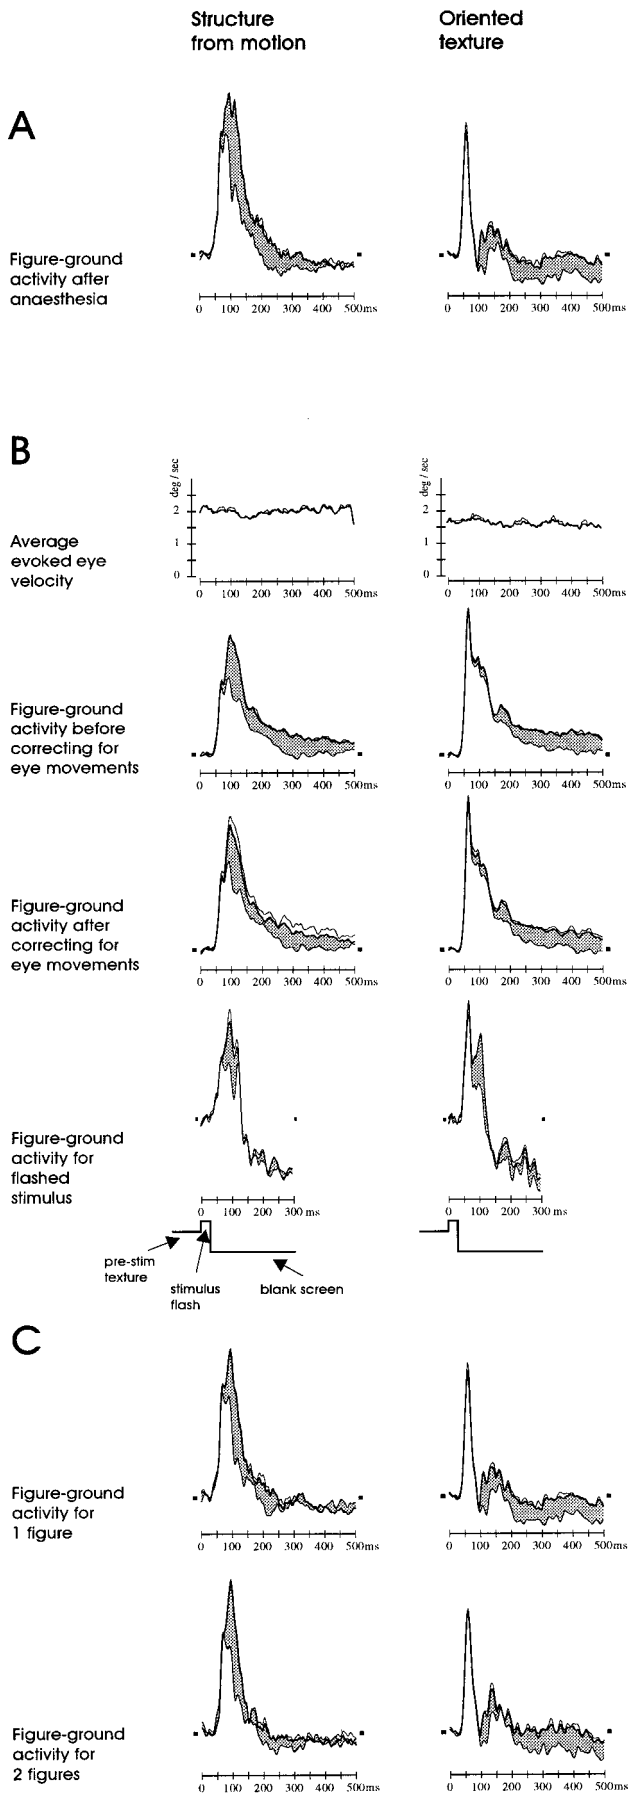 Structure
from motion
Oriented
texture
A
Figure-ground
activity after
anaesthesia
0 100 200 300 400 500ms
0 100 200 300 400 500ms
B
deg / sec
2
1
0
deg / sec
2
1
0
Average
evoked eye
velocity
0 100 200 300 400 500ms
0 100 200 300 400 500ms
Figure-ground
activity before
correcting for
eye movements
0 100 200 300 400 500ms
0 100 200 300 400 500ms
Figure-ground
activity after
correcting for
eye movements
0 100 200 300 400 500ms
0 100 200 300 400 500ms
Figure-ground
activity for
flashed
stimulus
0 100 200 300 ms
0 100 200 300 ms
pre-stim
texture
stimulus
flash
blank screen
C
Figure-ground
activity for
1 figure
0 100 200 300 400 500ms
0 100 200 300 400 500ms
Figure-ground
activity for
2 figures
0 100 200 300 400 500ms
0 100 200 300 400 500ms